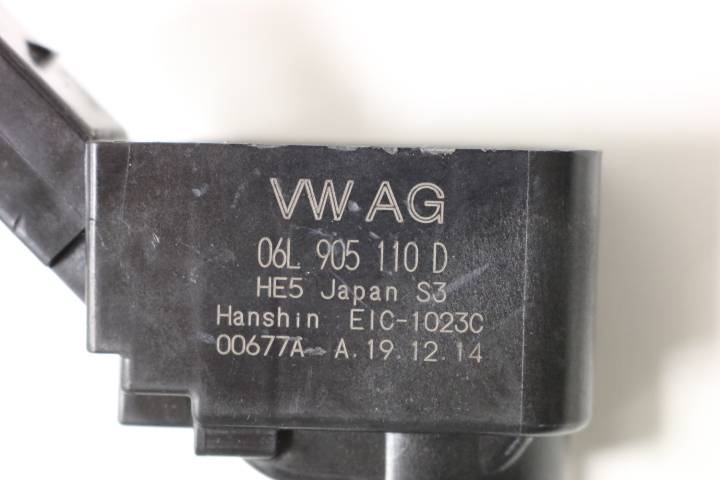 VW AG
06L 905 110 D
HE5 Japan S3
Hanshin EIC-1023C
00677A A.19.12.14